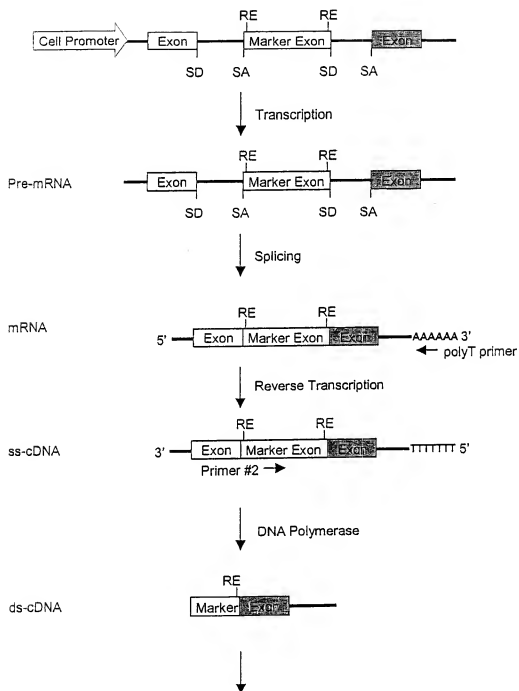 RE RE
Cell Promoter Exon Marker Exon Exon
SD SA SD SA
Transcription
RE RE
Pre-mRNA Exon Marker Exon Exon
SD SA SD SA
Splicing
RE RE
mRNA 5' Exon Marker Exon Exon AAAAAA 3'
polyT primer
Reverse Transcription
RE RE
ss-cDNA 3' Exon Marker Exon Exon TTTTTT 5'
Primer #2
DNA Polymerase
RE
ds-cDNA Marker Exon